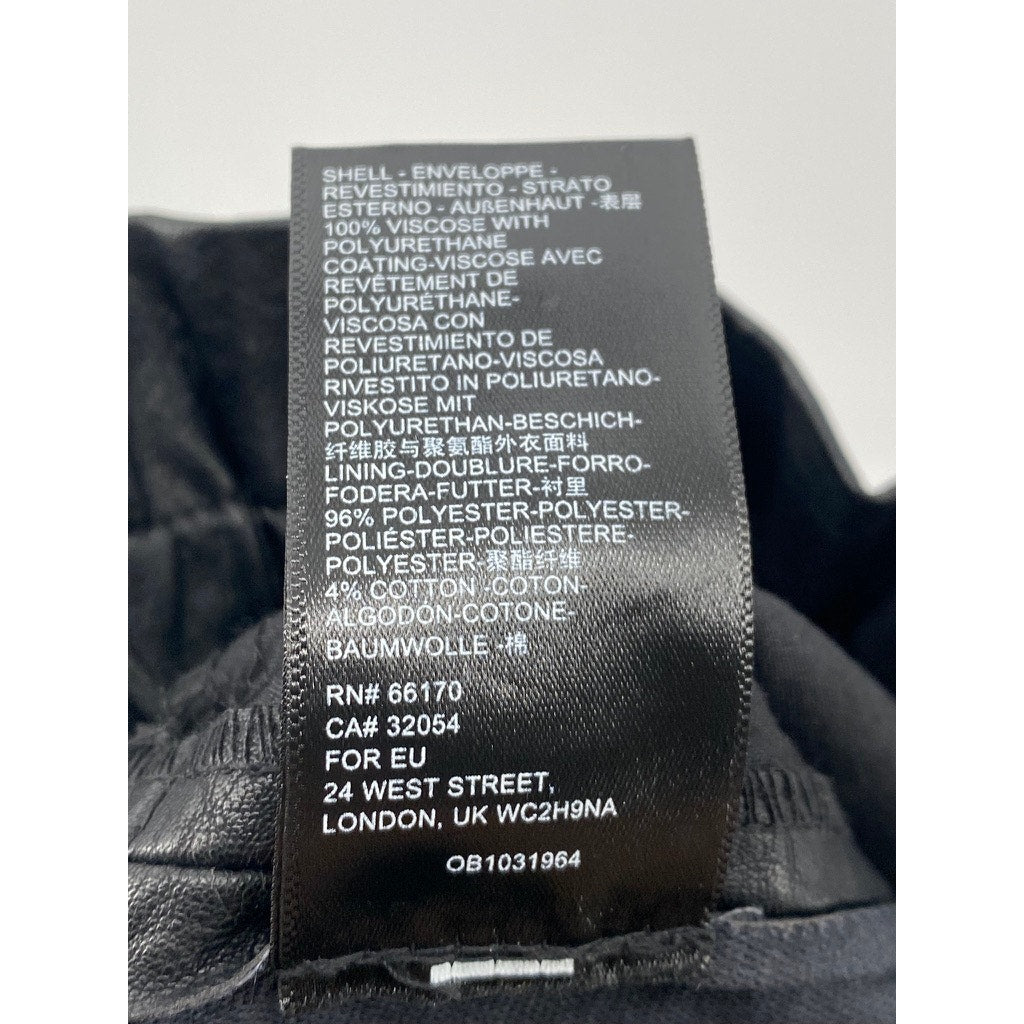 SHELL - ENVELOPPE -
REVESTIMIENTO - STRATO
ESTERNO - AUßENHAUT -表层
100% VISCOSE WITH
POLYURETHANE
COATING-VISCOSE AVEC
REVÊTEMENT DE
POLYURÉTHANE-
VISCOSA CON
REVESTIMIENTO DE
POLIURETANO-VISCOSA
RIVESTITO IN POLIURETANO-
VISKOSE MIT
POLYURETHAN-BESCHICH-
纤维胶与聚氨酯外衣面料
LINING-DOUBLURE-FORRO-
FODERA-FUTTER-衬里
96% POLYESTER-POLYESTER-
POLIÉSTER-POLIESTERE-
POLYESTER-聚酯纤维
4% COTTON -COTON-
ALGODÓN-COTONE-
BAUMWOLLE -棉
RN# 66170
CA# 32054
FOR EU
24 WEST STREET,
LONDON, UK WC2H9NA
OB1031964